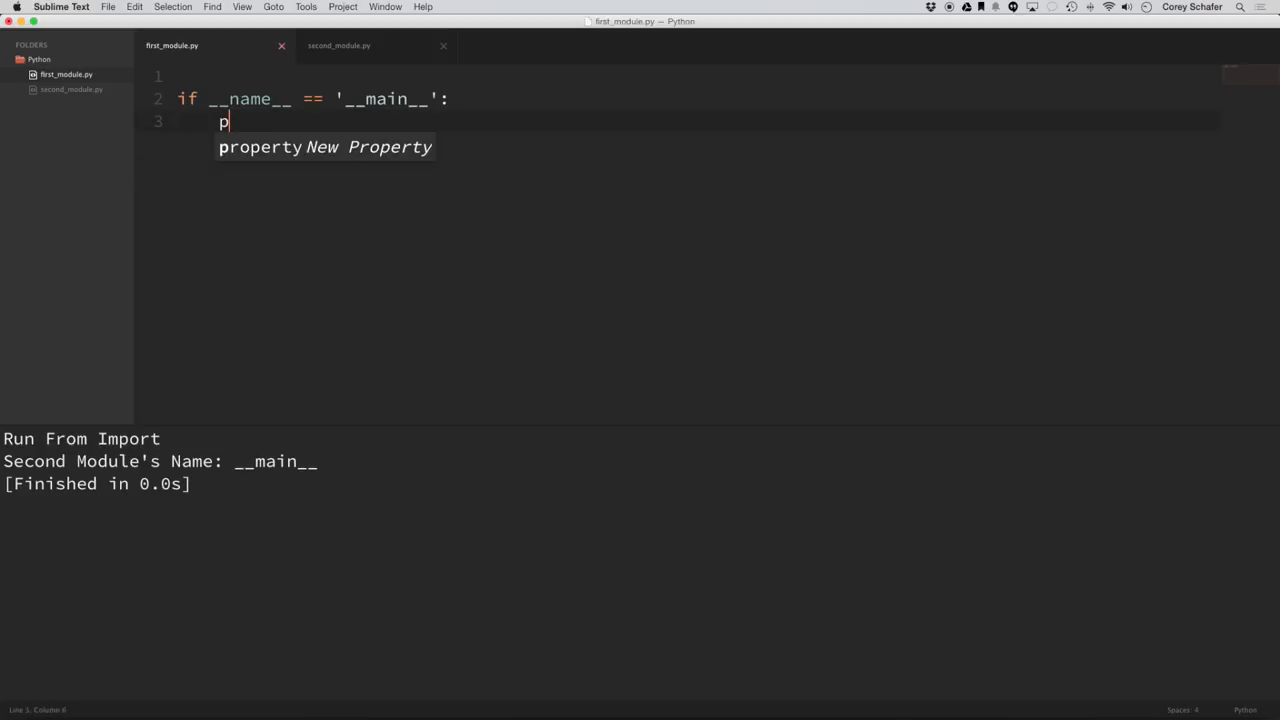 Sublime Text File Edit Selection Find View Goto Tools Project Window Help Corey Schafer
first_module.py — Python
FOLDERS
Python
first_module.py
second_module.py
first_module.py second_module.py
1
2 if __name__ == '__main__':
3 p
property New Property
Run From Import
Second Module's Name: __main__
[Finished in 0.0s]
Line 3, Column 6 Spaces: 4 Python